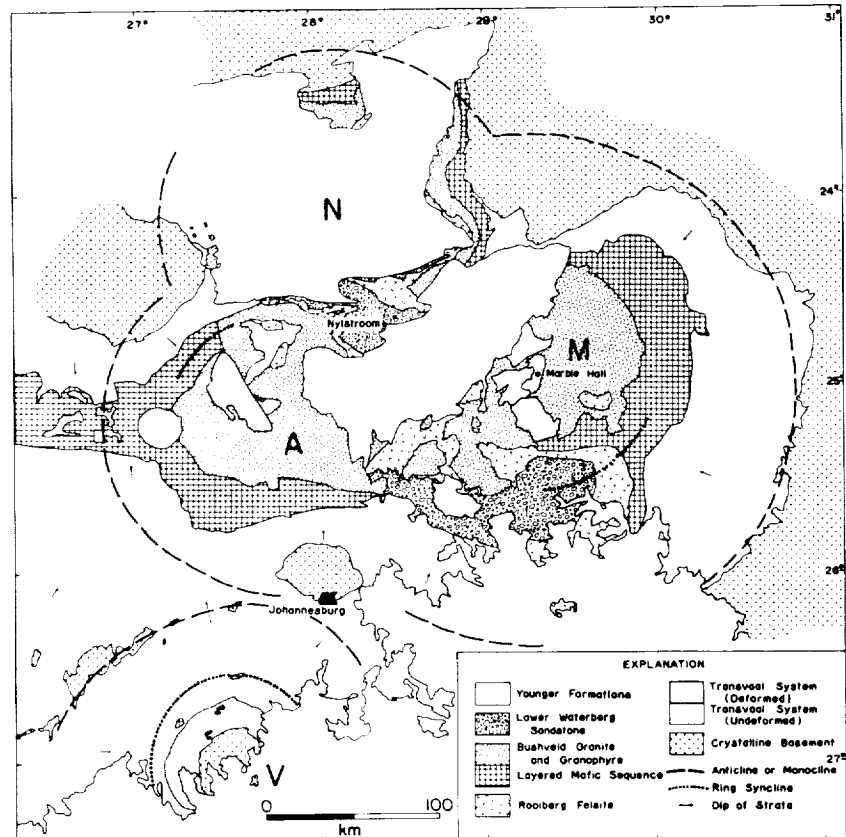 27° 28° 29° 30° 31°
24°
N
Nylstroom
M
Marble Hall
25°
A
26°
Johannesburg
EXPLANATION
Younger Formations
Lower Waterberg
Sandstone
Bushveld Granite
and Granophyre
Layered Mafic Sequence
Rooiberg Felsite
Transvaal System
(Deformed)
Transvaal System
(Undeformed)
Crystalline Basement
Anticline or Monocline
Ring Syncline
Dip of Strata
27°
V
0 100
km